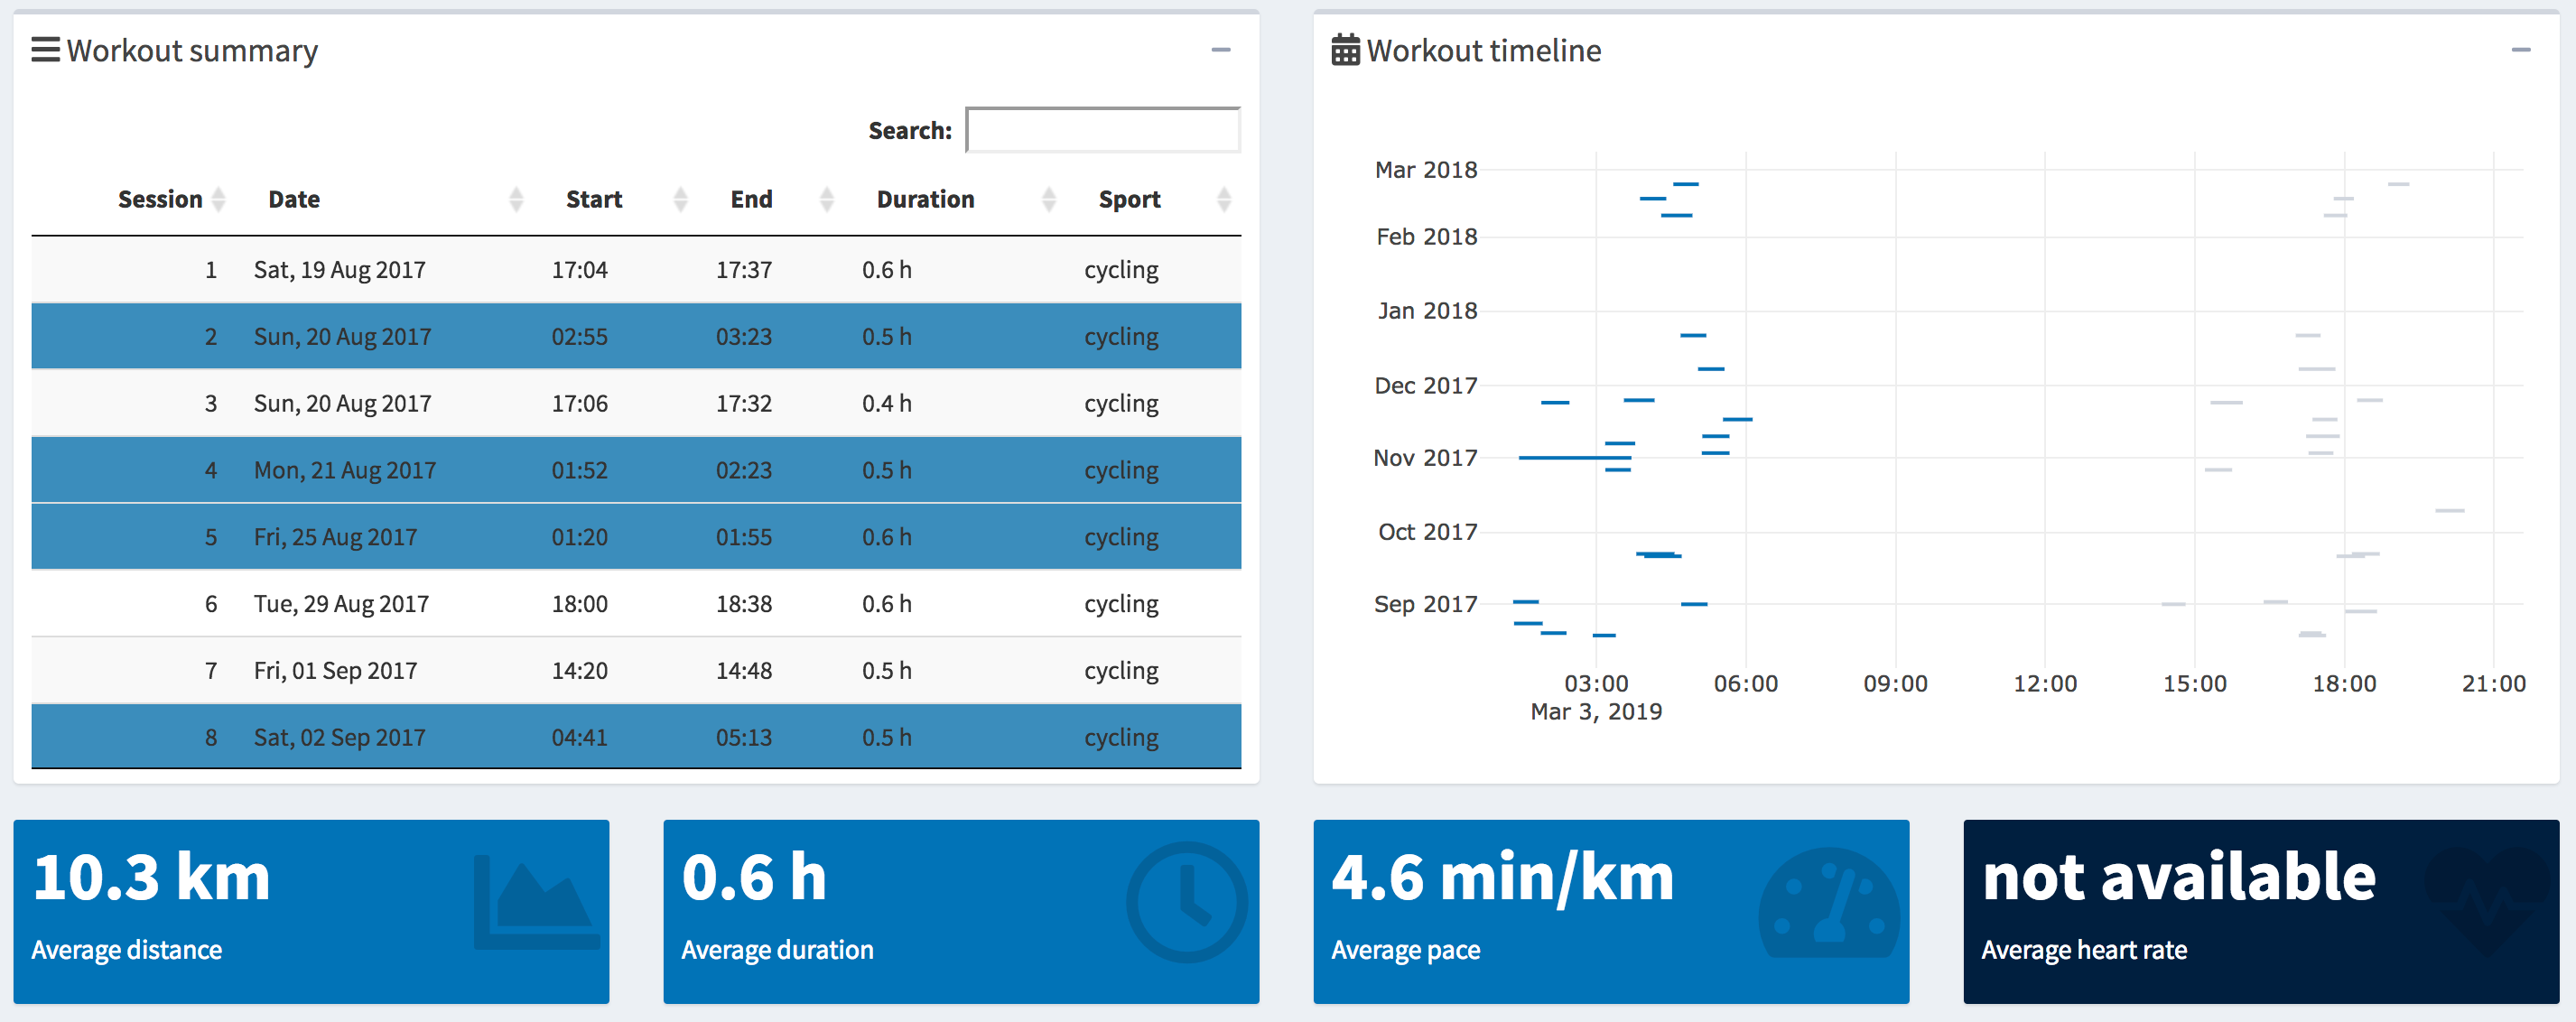 Workout summary
Search:
Session Date Start End Duration Sport
1 Sat, 19 Aug 2017 17:04 17:37 0.6 h cycling
2 Sun, 20 Aug 2017 02:55 03:23 0.5 h cycling
3 Sun, 20 Aug 2017 17:06 17:32 0.4 h cycling
4 Mon, 21 Aug 2017 01:52 02:23 0.5 h cycling
5 Fri, 25 Aug 2017 01:20 01:55 0.6 h cycling
6 Tue, 29 Aug 2017 18:00 18:38 0.6 h cycling
7 Fri, 01 Sep 2017 14:20 14:48 0.5 h cycling
8 Sat, 02 Sep 2017 04:41 05:13 0.5 h cycling
Workout timeline
Mar 2018
Feb 2018
Jan 2018
Dec 2017
Nov 2017
Oct 2017
Sep 2017
03:00 06:00 09:00 12:00 15:00 18:00 21:00
Mar 3, 2019
10.3 km
Average distance
0.6 h
Average duration
4.6 min/km
Average pace
not available
Average heart rate